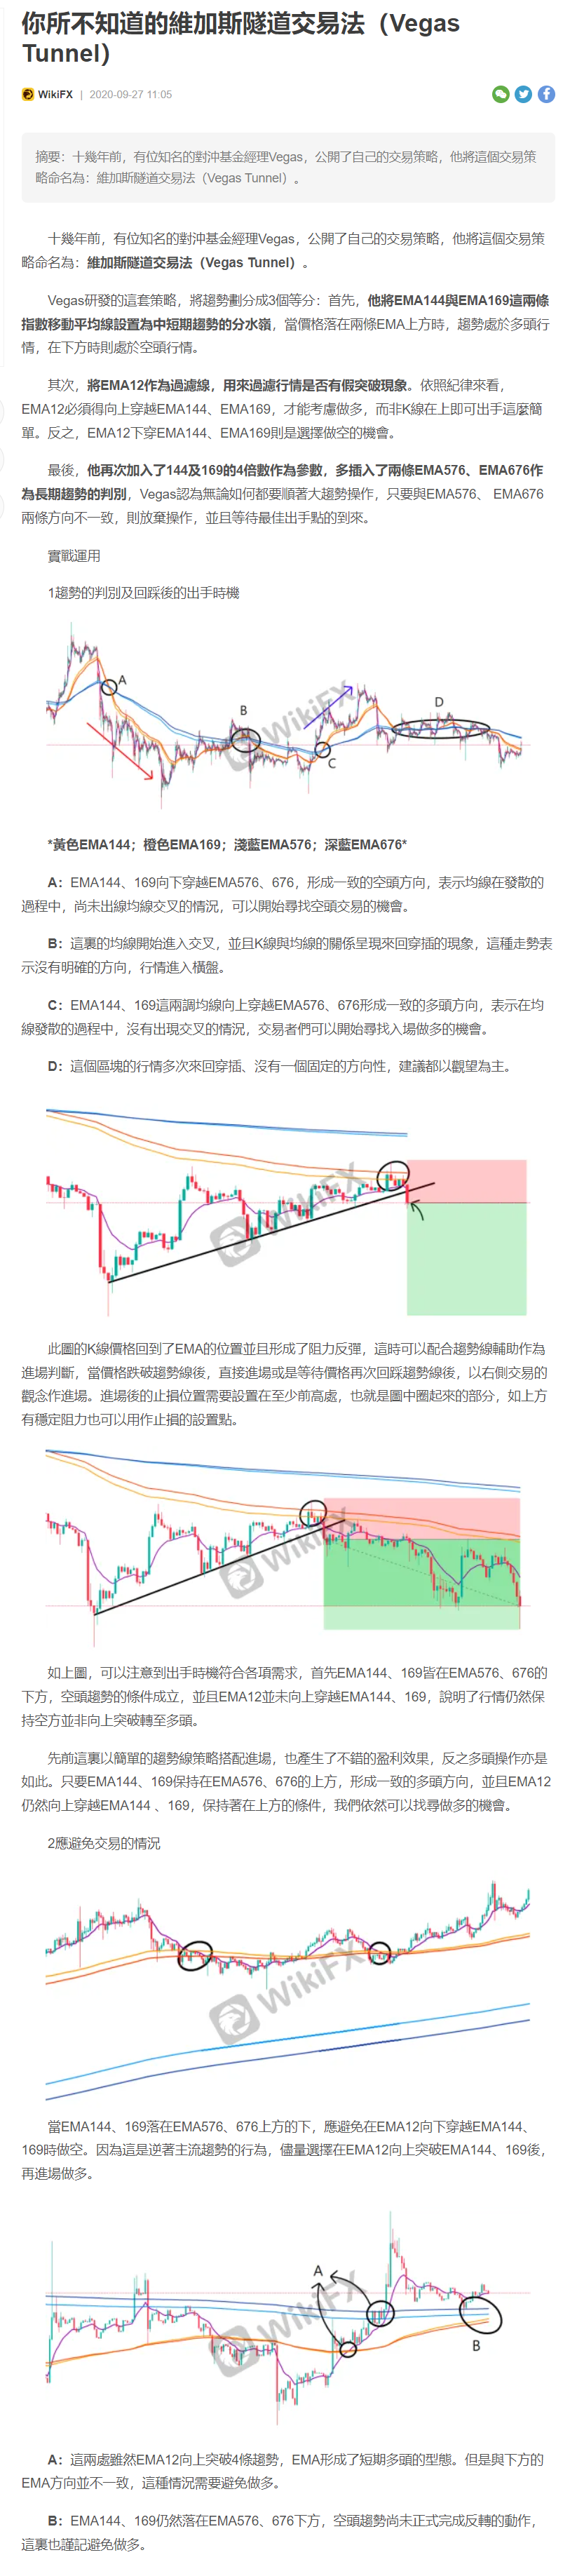 你所不知道的維加斯隧道交易法（Vegas
Tunnel）
WikiFX | 2020-09-27 11:05
摘要：十幾年前，有位知名的對沖基金經理Vegas，公開了自己的交易策略，他將這個交易策
略命名為：維加斯隧道交易法（Vegas Tunnel）。
十幾年前，有位知名的對沖基金經理Vegas，公開了自己的交易策略，他將這個交易策
略命名為：維加斯隧道交易法（Vegas Tunnel）。
Vegas研發的這套策略，將趨勢劃分成3個等分：首先，他將EMA144與EMA169這兩條
指數移動平均線設置為中短期趨勢的分水嶺，當價格落在兩條EMA上方時，趨勢處於多頭行
情，在下方時則處於空頭行情。
其次，將EMA12作為過濾線，用來過濾行情是否有假突破現象。依照紀律來看，
EMA12必須得向上穿越EMA144、EMA169，才能考慮做多，而非K線在上即可出手這麼簡
單。反之，EMA12下穿EMA144、EMA169則是選擇做空的機會。
最後，他再次加入了144及169的4倍數作為參數，多插入了兩條EMA576、EMA676作
為長期趨勢的判別，Vegas認為無論如何都要順著大趨勢操作，只要與EMA576、 EMA676
兩條方向不一致，則放棄操作，並且等待最佳出手點的到來。
實戰運用
1趨勢的判別及回踩後的出手時機
A
B
C
D
WikiFX
*黃色EMA144；橙色EMA169；淺藍EMA576；深藍EMA676*
A：EMA144、169向下穿越EMA576、676，形成一致的空頭方向，表示均線在發散的
過程中，尚未出線均線交叉的情況，可以開始尋找空頭交易的機會。
B：這裏的均線開始進入交叉，並且K線與均線的關係呈現來回穿插的現象，這種走勢表
示沒有明確的方向，行情進入橫盤。
C：EMA144、169這兩調均線向上穿越EMA576、676形成一致的多頭方向，表示在均
線發散的過程中，沒有出現交叉的情況，交易者們可以開始尋找入場做多的機會。
D：這個區塊的行情多次來回穿插、沒有一個固定的方向性，建議都以觀望為主。
WikiFX
此圖的K線價格回到了EMA的位置並且形成了阻力反彈，這時可以配合趨勢線輔助作為
進場判斷，當價格跌破趨勢線後，直接進場或是等待價格再次回踩趨勢線後，以右側交易的
觀念作進場。進場後的止損位置需要設置在至少前高處，也就是圖中圈起來的部分，如上方
有穩定阻力也可以用作止損的設置點。
WikiFX
如上圖，可以注意到出手時機符合各項需求，首先EMA144、169皆在EMA576、676的
下方，空頭趨勢的條件成立，並且EMA12並未向上穿越EMA144、169，說明了行情仍然保
持空方並非向上突破轉至多頭。
先前這裏以簡單的趨勢線策略搭配進場，也產生了不錯的盈利效果，反之多頭操作亦是
如此。只要EMA144、169保持在EMA576、676的上方，形成一致的多頭方向，並且EMA12
仍然向上穿越EMA144 、169，保持著在上方的條件，我們依然可以找尋做多的機會。
2應避免交易的情況
WikiFX
當EMA144、169落在EMA576、676上方的下，應避免在EMA12向下穿越EMA144、
169時做空。因為這是逆著主流趨勢的行為，儘量選擇在EMA12向上突破EMA144、169後，
再進場做多。
A
B
WikiFX
A：這兩處雖然EMA12向上突破4條趨勢，EMA形成了短期多頭的型態。但是與下方的
EMA方向並不一致，這種情況需要避免做多。
B：EMA144、169仍然落在EMA576、676下方，空頭趨勢尚未正式完成反轉的動作，
這裏也謹記避免做多。